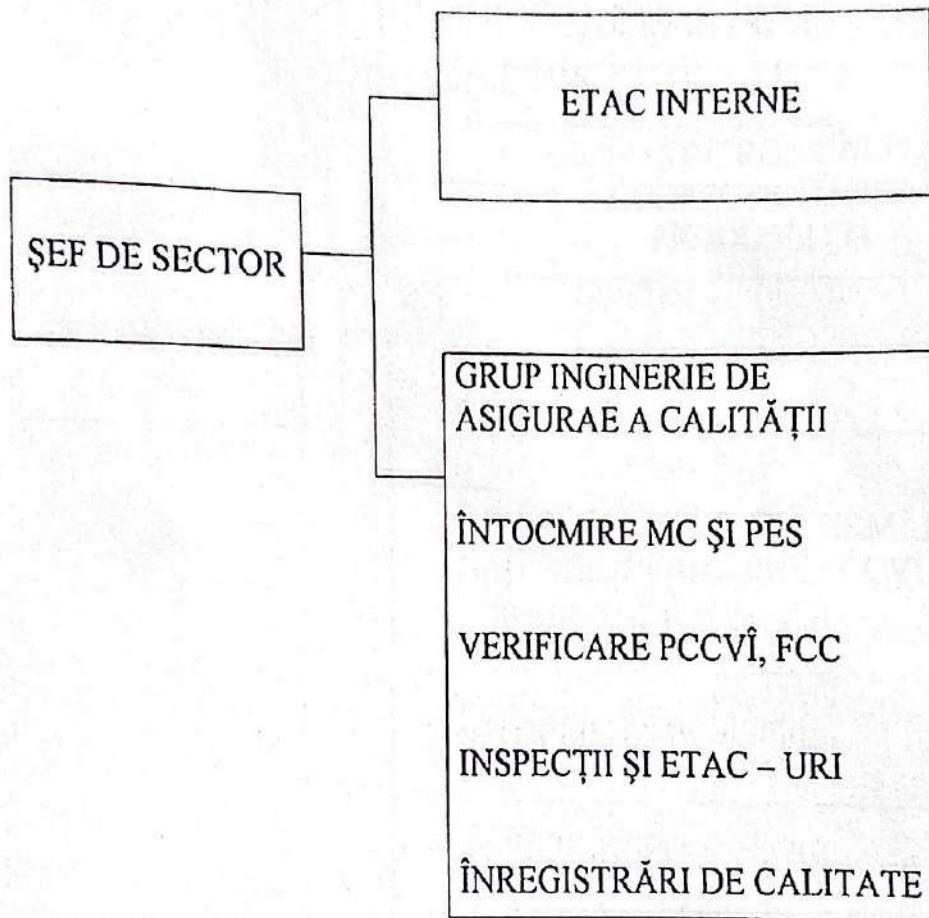 ETAC INTERNE
ŞEF DE SECTOR
GRUP INGINERIE DE
ASIGURAE A CALITĂŢII
ÎNTOCMIRE MC ŞI PES
VERIFICARE PCCVÎ, FCC
INSPECŢII ŞI ETAC – URI
ÎNREGISTRĂRI DE CALITATE